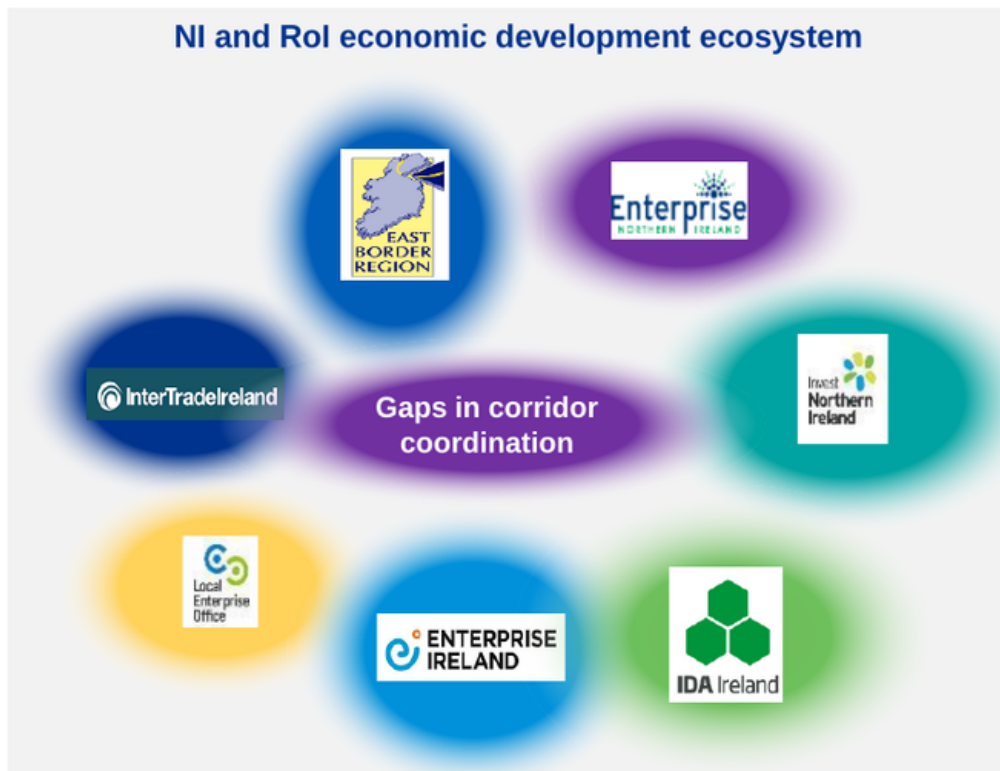 NI and RoI economic development ecosystem
EAST
BORDER
REGION
Enterprise
NORTHERN IRELAND
InterTradeIreland
Gaps in corridor
coordination
Invest
Northern
Ireland
Local
Enterprise
Office
ENTERPRISE
IRELAND
IDA Ireland